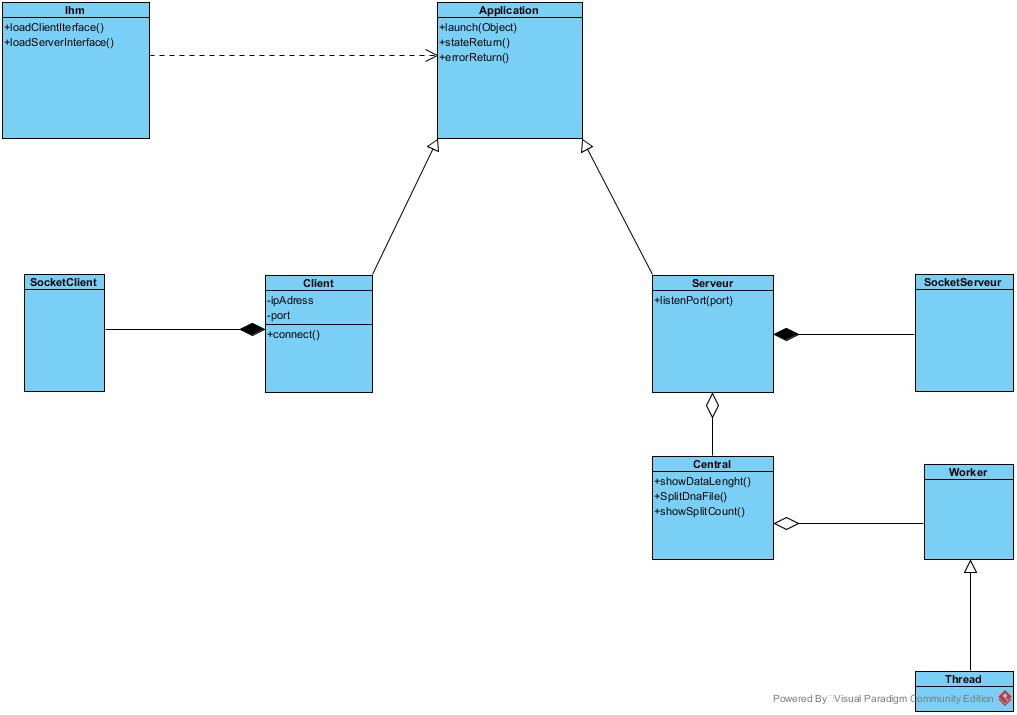 Ihm
+loadClientIterface()
+loadServerInterface()
Application
+launch(Object)
+stateReturn()
+errorReturn()
SocketClient
Client
-ipAdress
-port
+connect()
Serveur
+listenPort(port)
SocketServeur
Central
+showDataLenght()
+SplitDnaFile()
+showSplitCount()
Worker
Thread
Powered By Visual Paradigm Community Edition